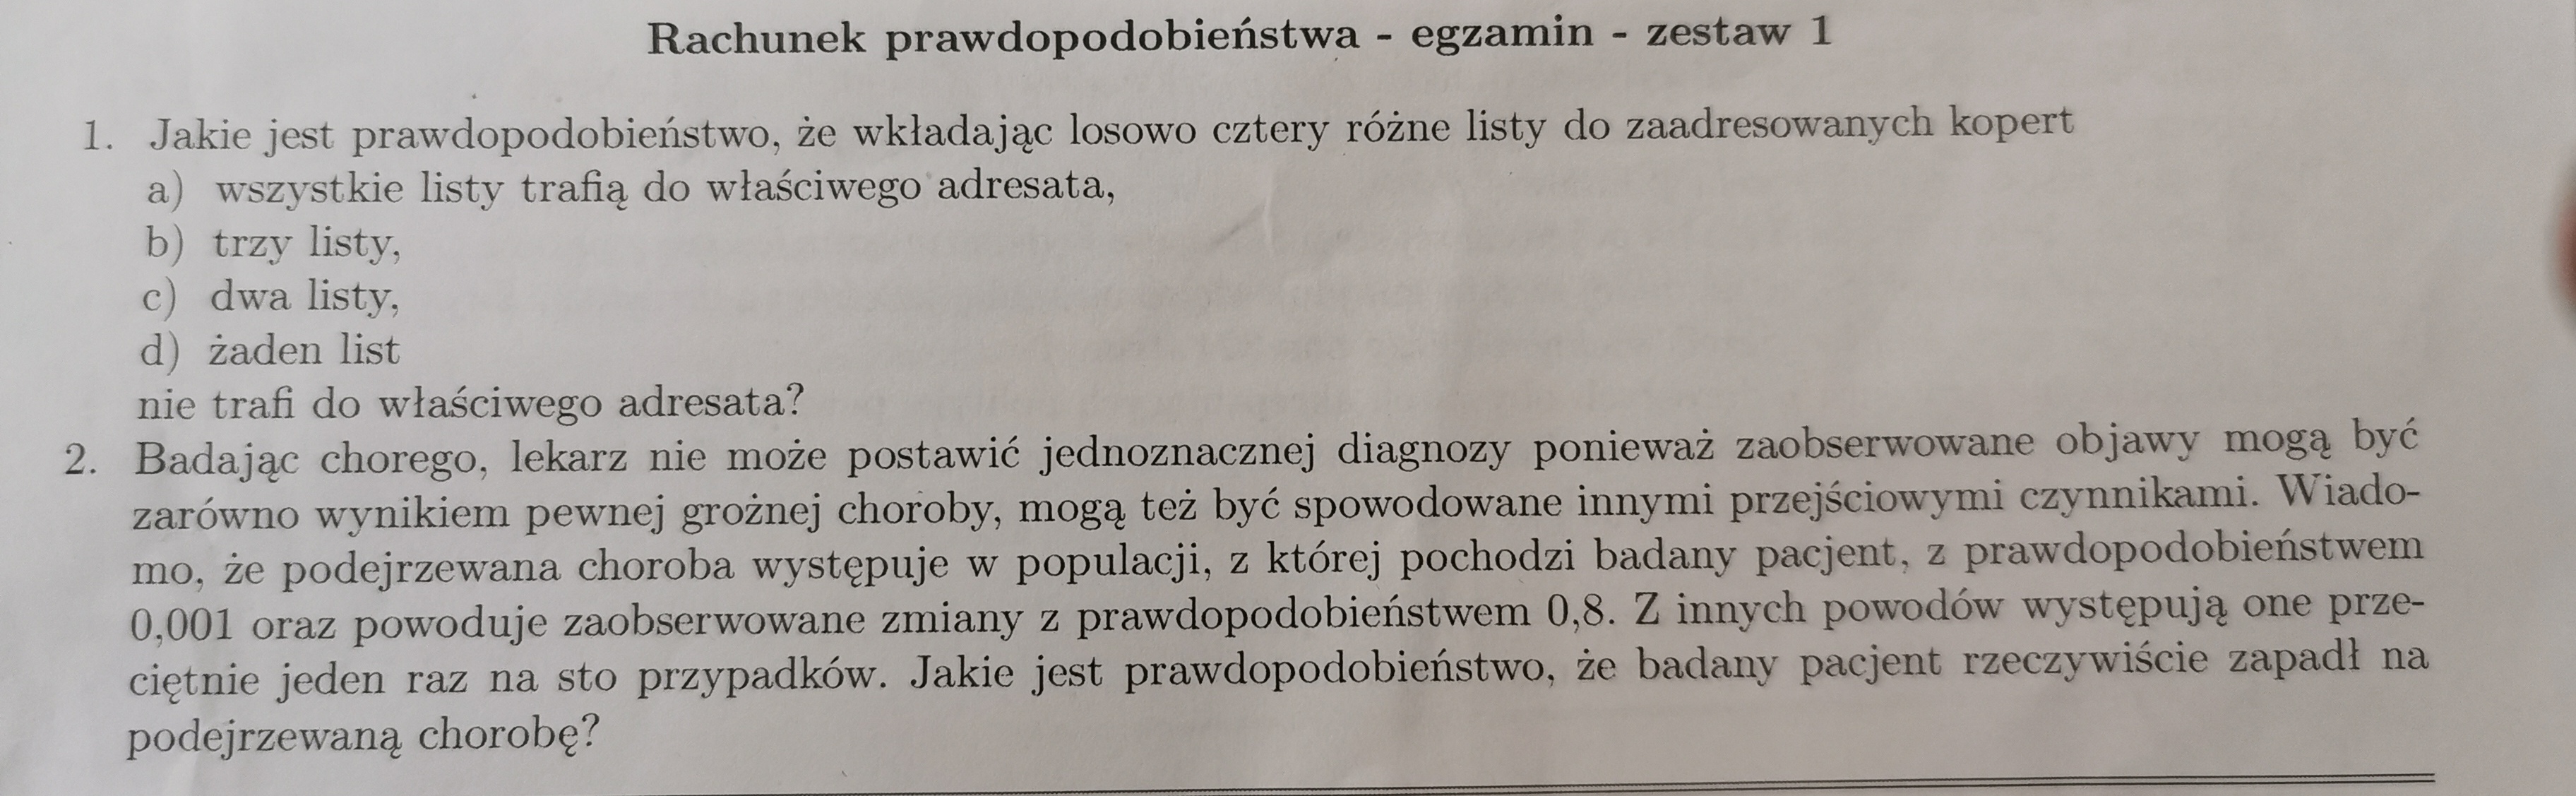 Rachunek prawdopodobieństwa - egzamin - zestaw 1
1. Jakie jest prawdopodobieństwo, że wkładając losowo cztery różne listy do zaadresowanych kopert
a) wszystkie listy trafią do właściwego adresata,
b) trzy listy,
c) dwa listy,
d) żaden list
nie trafi do właściwego adresata?
2. Badając chorego, lekarz nie może postawić jednoznacznej diagnozy ponieważ zaobserwowane objawy mogą być
zarówno wynikiem pewnej grożnej choroby, mogą też być spowodowane innymi przejściowymi czynnikami. Wiado-
mo, że podejrzewana choroba występuje w populacji, z której pochodzi badany pacjent, z prawdopodobieństwem
0,001 oraz powoduje zaobserwowane zmiany z prawdopodobieństwem 0,8. Z innych powodów występują one prze-
ciętnie jeden raz na sto przypadków. Jakie jest prawdopodobieństwo, że badany pacjent rzeczywiście zapadł na
podejrzewaną chorobę?